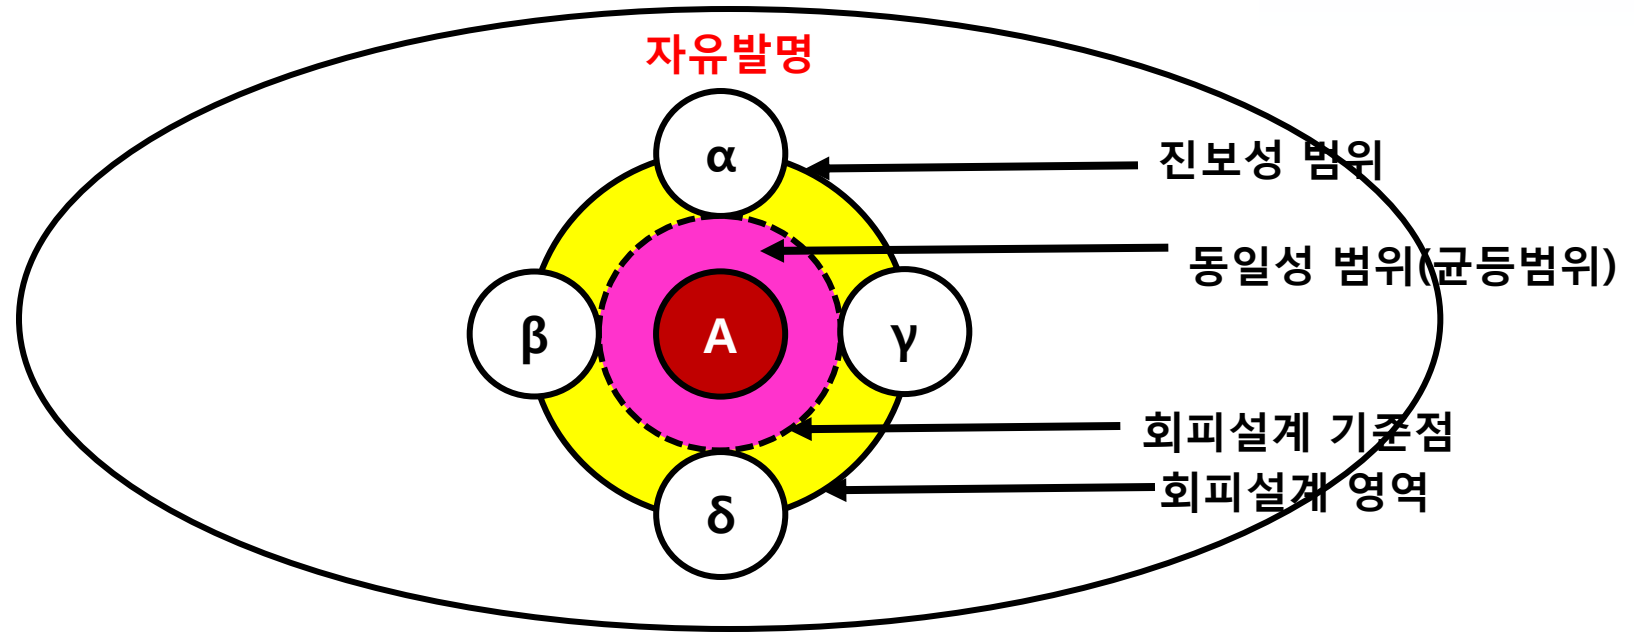 자유발명
α
진보성 범위
동일성 범위(균등범위)
β
A
γ
회피설계 기준점
회피설계 영역
δ